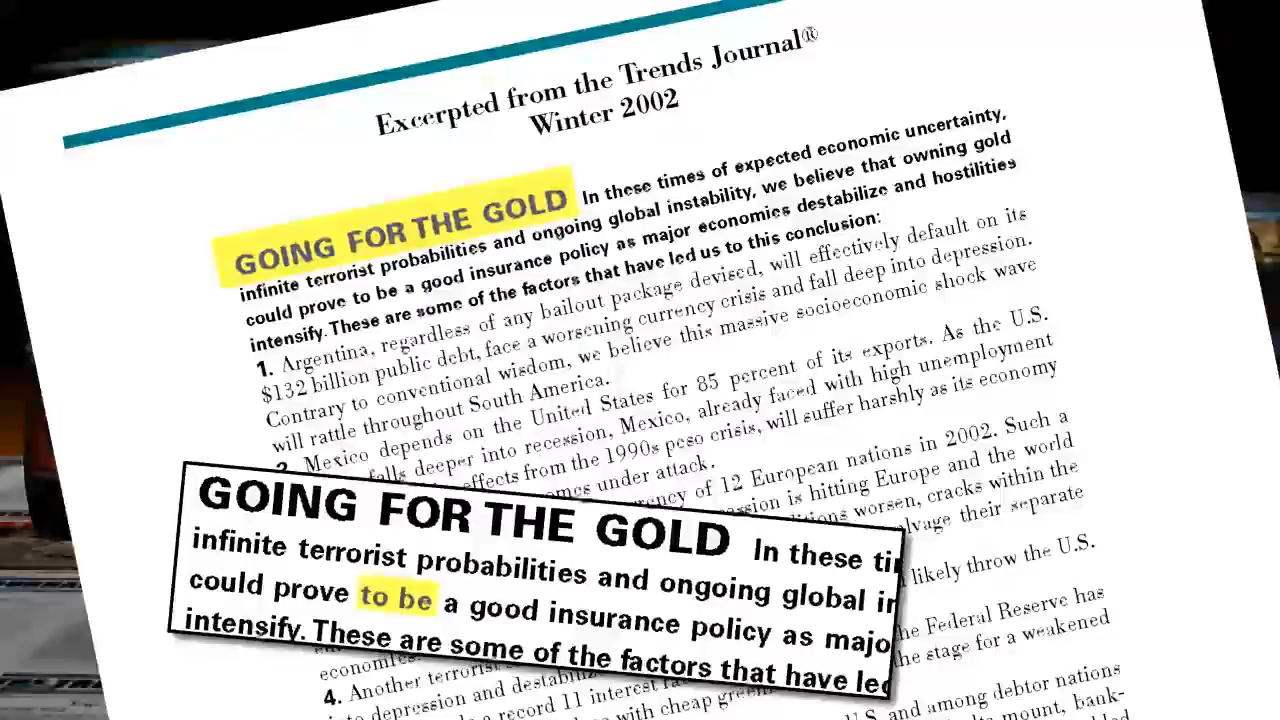 Excerpted from the Trends Journal®
Winter 2002
GOING FOR THE GOLD In these times of expected economic uncertainty,
infinite terrorist probabilities and ongoing global instability, we believe that owning gold
could prove to be a good insurance policy as major economies destabilize and hostilities
intensify. These are some of the factors that have led us to this conclusion:
1. Argentina, regardless of any bailout package devised, will effectively default on its
$132 billion public debt, face a worsening currency crisis and fall deep into depression.
Contrary to conventional wisdom, we believe this massive socioeconomic shock wave
will rattle throughout South America.
2. Mexico depends on the United States for 85 percent of its exports. As the U.S.
falls deeper into recession, Mexico, already faced with high unemployment
effects from the 1990s peso crisis, will suffer harshly as its economy
under attack.
of 12 European nations in 2002. Such a
is hitting Europe and the world
worsen, cracks within the
their separate
likely throw the U.S.
Federal Reserve has
the stage for a weakened
4. Another
depression and
record 11 interest
with cheap
U.S. and among debtor nations
mount, bank-
GOING FOR THE GOLD In these
infinite terrorist probabilities and ongoing global
could prove to be a good insurance policy as
intensify. These are some of the factors that have